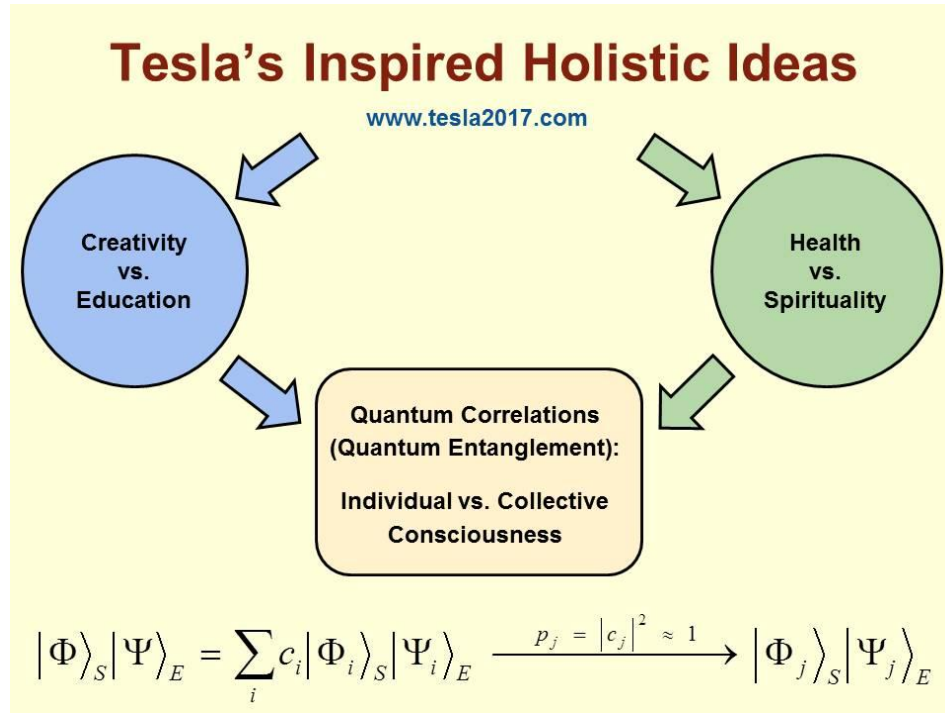 Tesla's Inspired Holistic Ideas
www.tesla2017.com
Creativity
vs.
Education
Health
vs.
Spirituality
Quantum Correlations
(Quantum Entanglement):
Individual vs. Collective
Consciousness
|Φ⟩_S|Ψ⟩_E = ∑_i c_i|Φ_i⟩_S|Ψ_i⟩_E —p_j = |c_j|^2 ≈ 1→ |Φ_j⟩_S|Ψ_j⟩_E